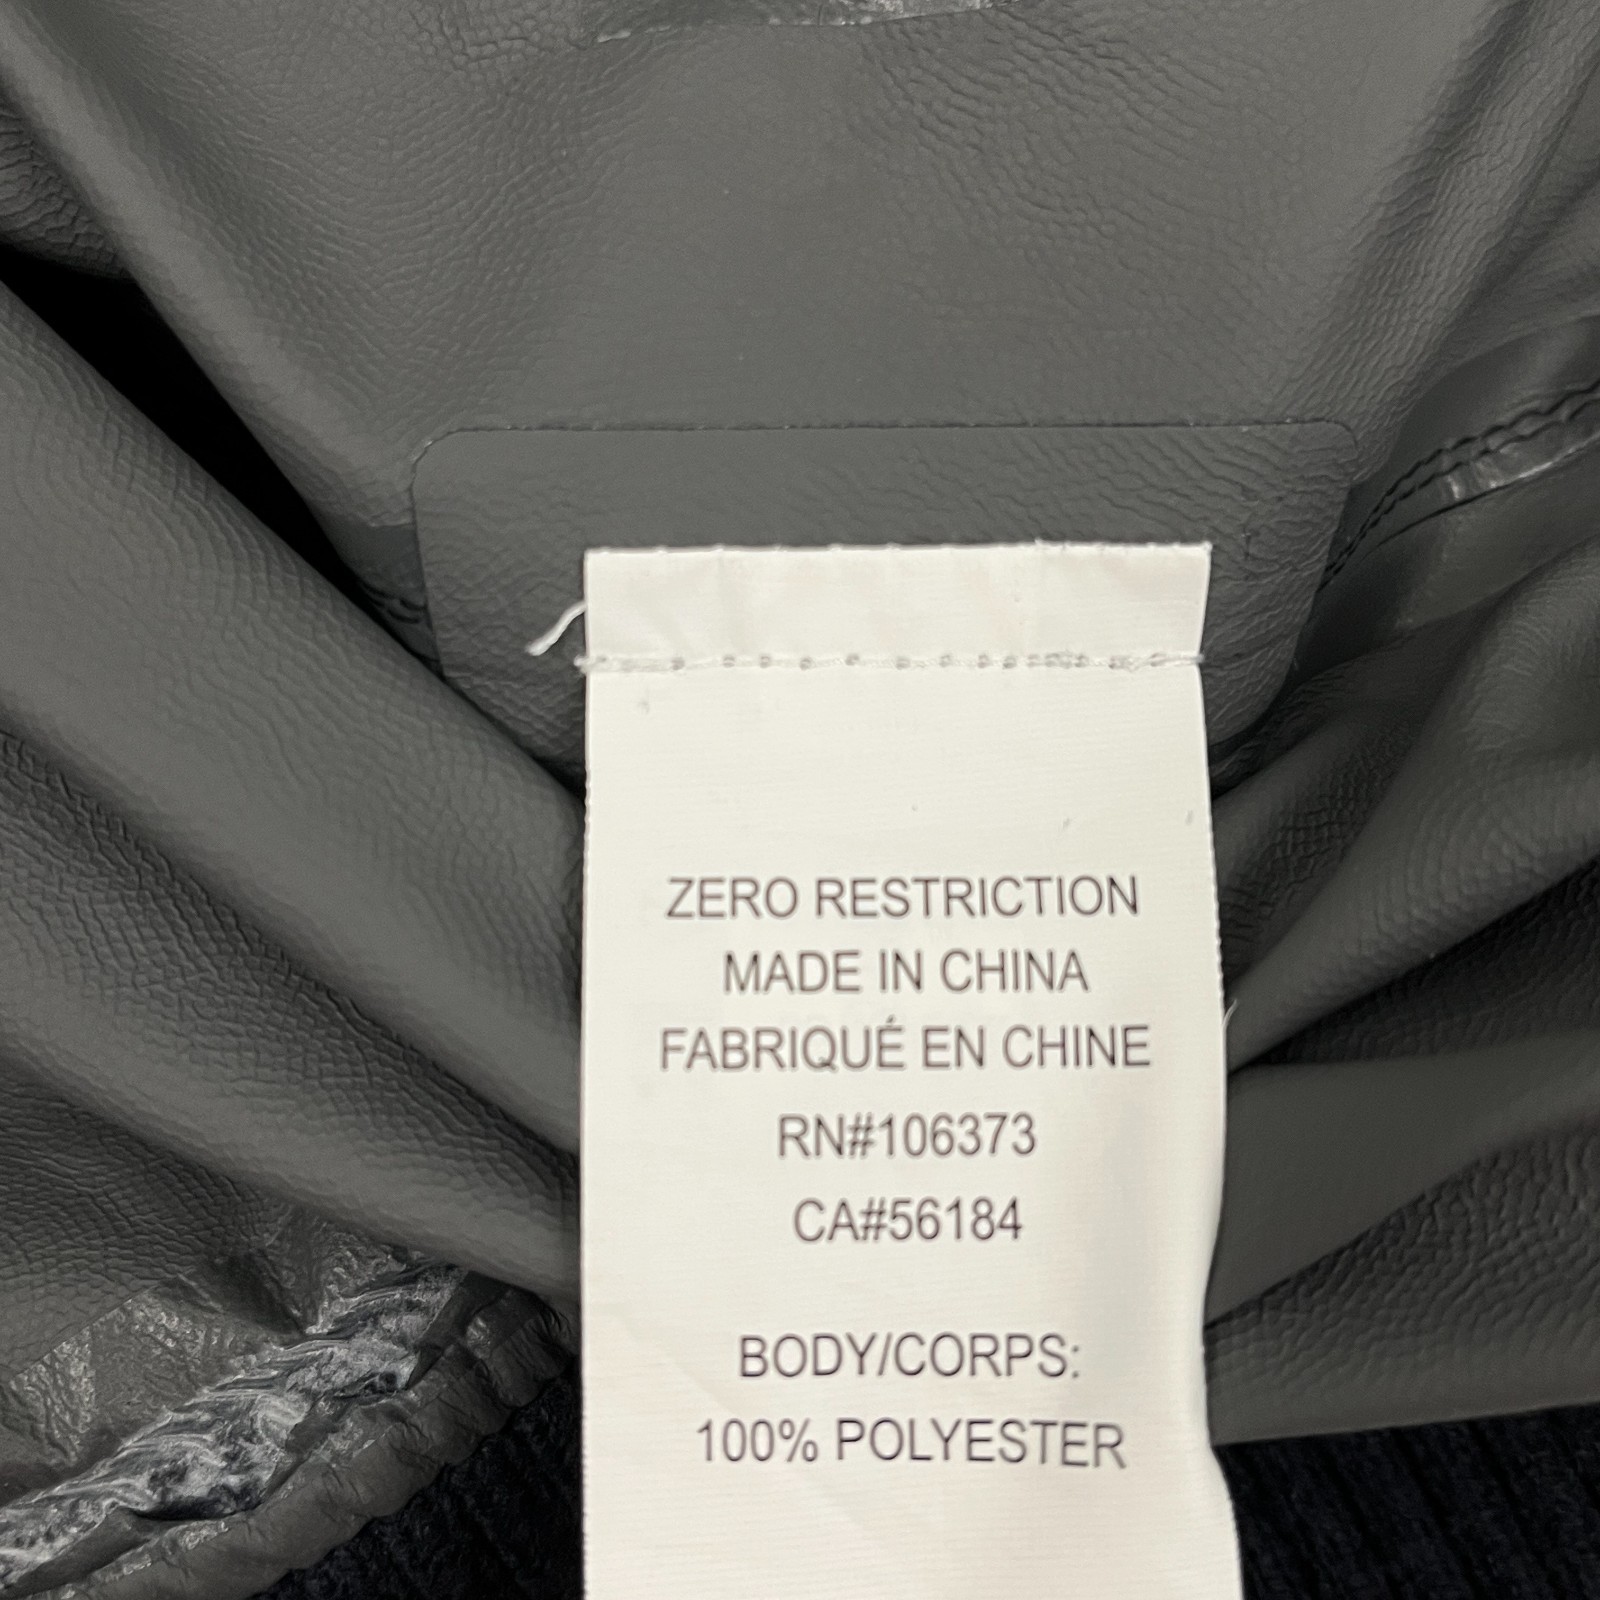 ZERO RESTRICTION
MADE IN CHINA
FABRIQUÉ EN CHINE
RN#106373
CA#56184
BODY/CORPS:
100% POLYESTER